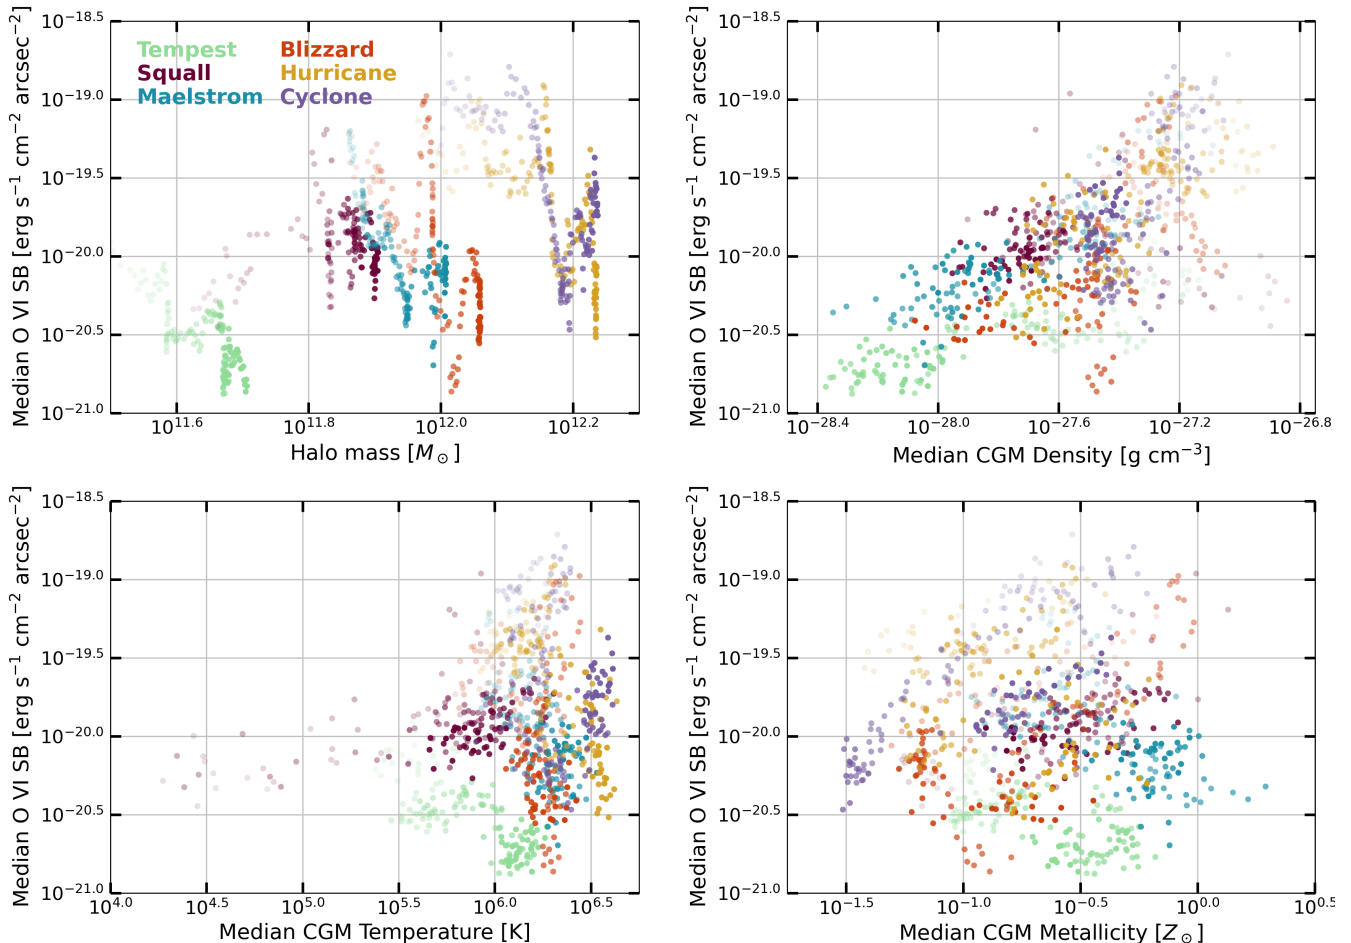 10^−18.5
10^−19.0
10^−19.5
10^−20.0
10^−20.5
10^−21.0
Median O VI SB [erg s^−1 cm^−2 arcsec^−2]
Tempest Blizzard
Squall Hurricane
Maelstrom Cyclone
10^11.6 10^11.8 10^12.0 10^12.2
Halo mass [M_⊙]
10^−18.5
10^−19.0
10^−19.5
10^−20.0
10^−20.5
10^−21.0
Median O VI SB [erg s^−1 cm^−2 arcsec^−2]
10^−28.4 10^−28.0 10^−27.6 10^−27.2 10^−26.8
Median CGM Density [g cm^−3]
10^−18.5
10^−19.0
10^−19.5
10^−20.0
10^−20.5
10^−21.0
Median O VI SB [erg s^−1 cm^−2 arcsec^−2]
10^4.0 10^4.5 10^5.0 10^5.5 10^6.0 10^6.5
Median CGM Temperature [K]
10^−18.5
10^−19.0
10^−19.5
10^−20.0
10^−20.5
10^−21.0
Median O VI SB [erg s^−1 cm^−2 arcsec^−2]
10^−1.5 10^−1.0 10^−0.5 10^0.0 10^0.5
Median CGM Metallicity [Z_⊙]